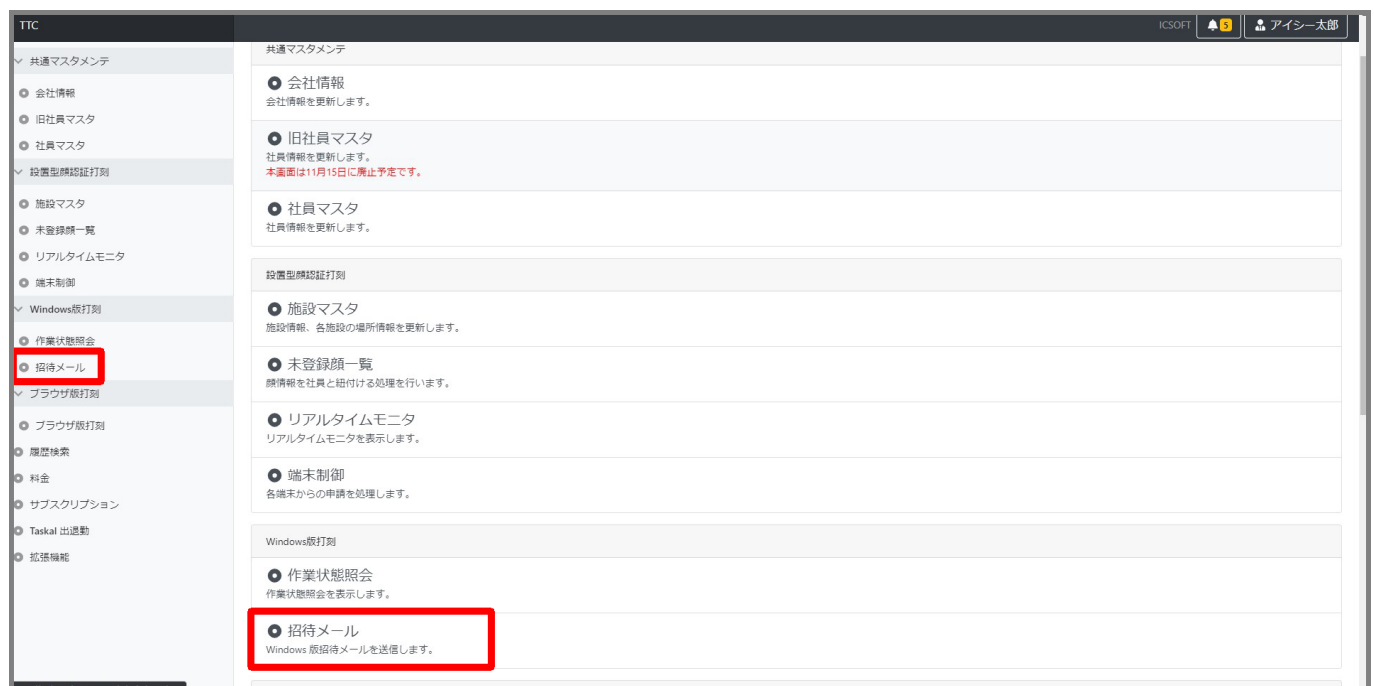 TTC
ICSOFT
5
アイシー太郎
共通マスタメンテ
会社情報
旧社員マスタ
社員マスタ
設置型顔認証打刻
施設マスタ
未登録顔一覧
リアルタイムモニタ
端末制御
Windows版打刻
作業状態照会
招待メール
ブラウザ版打刻
ブラウザ版打刻
履歴検索
料金
サブスクリプション
Taskal 出退勤
拡張機能
共通マスタメンテ
会社情報
会社情報を更新します。
旧社員マスタ
社員情報を更新します。
本画面は11月15日に廃止予定です。
社員マスタ
社員情報を更新します。
設置型顔認証打刻
施設マスタ
施設情報、各施設の場所情報を更新します。
未登録顔一覧
顔情報を社員と紐付ける処理を行います。
リアルタイムモニタ
リアルタイムモニタを表示します。
端末制御
各端末からの申請を処理します。
Windows版打刻
作業状態照会
作業状態照会を表示します。
招待メール
Windows 版招待メールを送信します。